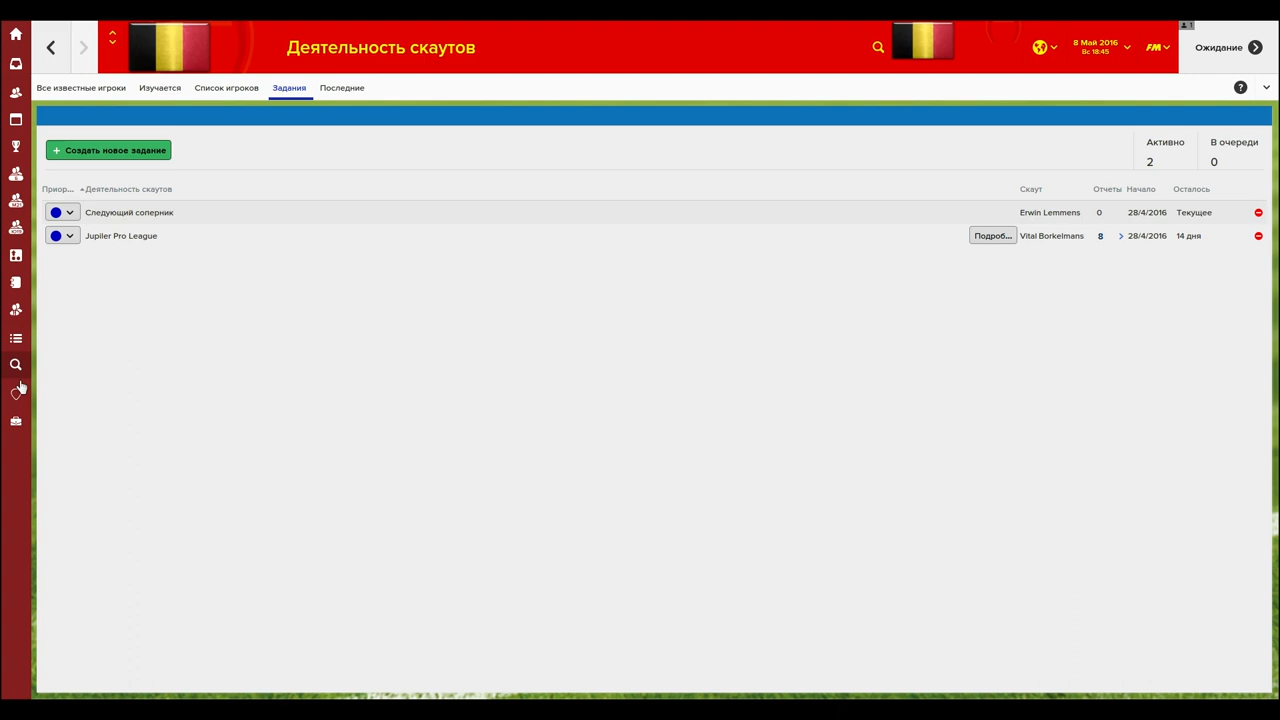 Деятельность скаутов
8 Май 2016
Вс 18:45
FM
1
Ожидание
Все известные игроки
Изучается
Список игроков
Задания
Последние
?
+ Создать новое задание
Активно
2
В очереди
0
Приор...
Деятельность скаутов
Скаут
Отчеты
Начало
Осталось
Следующий соперник
Erwin Lemmens
0
28/4/2016
Текущее
Jupiler Pro League
Подроб...
Vital Borkelmans
8
28/4/2016
14 дня